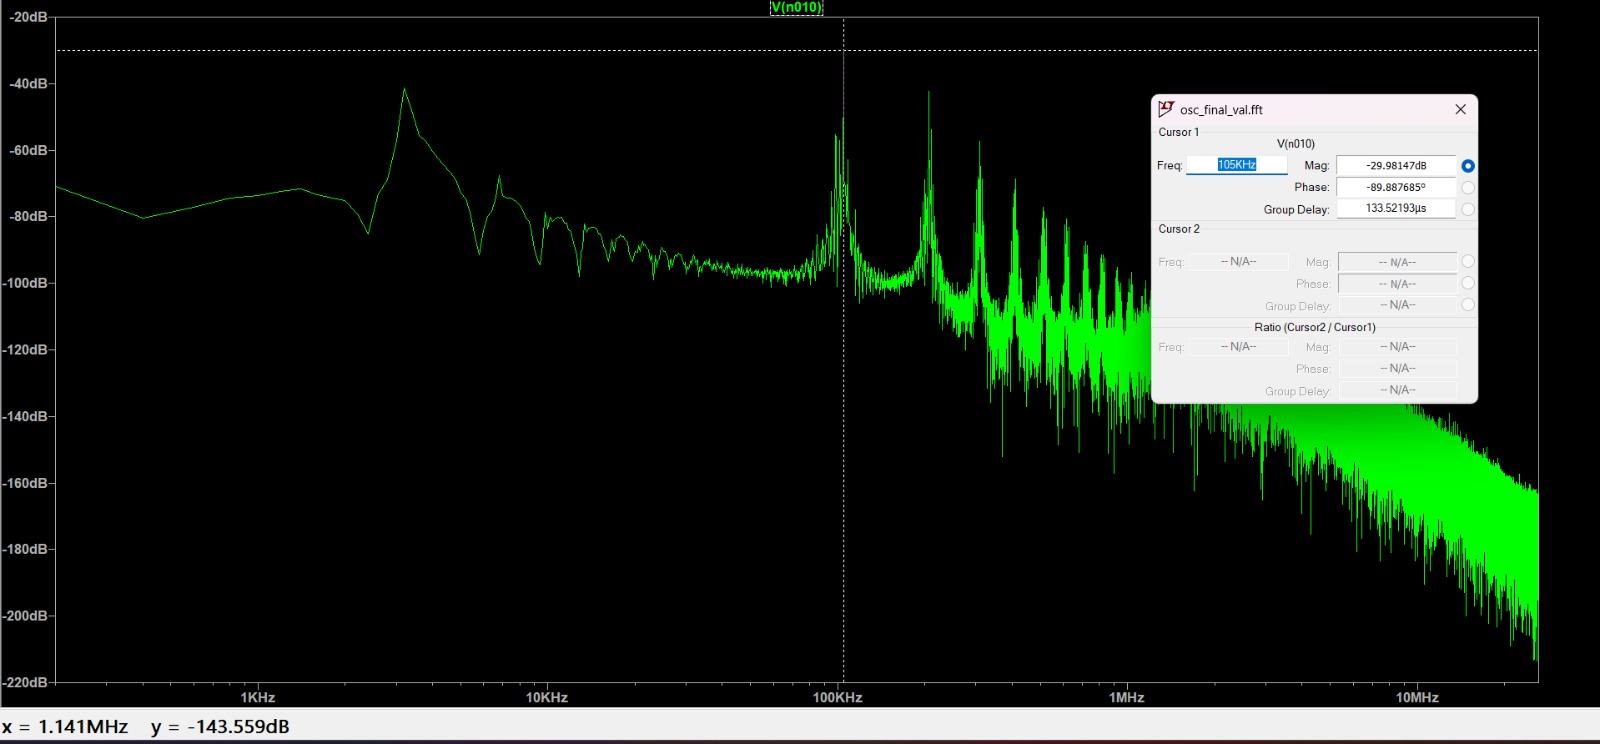 V(n010)
-20dB
-40dB
-60dB
-80dB
-100dB
-120dB
-140dB
-160dB
-180dB
-200dB
-220dB
1KHz 10KHz 100KHz 1MHz 10MHz
osc_final_val.fft
Cursor 1
V(n010)
Freq: 105KHz Mag: -29.98147dB
Phase: -89.887685°
Group Delay: 133.52193µs
Cursor 2
Freq: -- N/A-- Mag: -- N/A--
Phase: -- N/A--
Group Delay: -- N/A--
Ratio (Cursor2 / Cursor1)
Freq: -- N/A-- Mag: -- N/A--
Phase: -- N/A--
Group Delay: -- N/A--
x = 1.141MHz y = -143.559dB